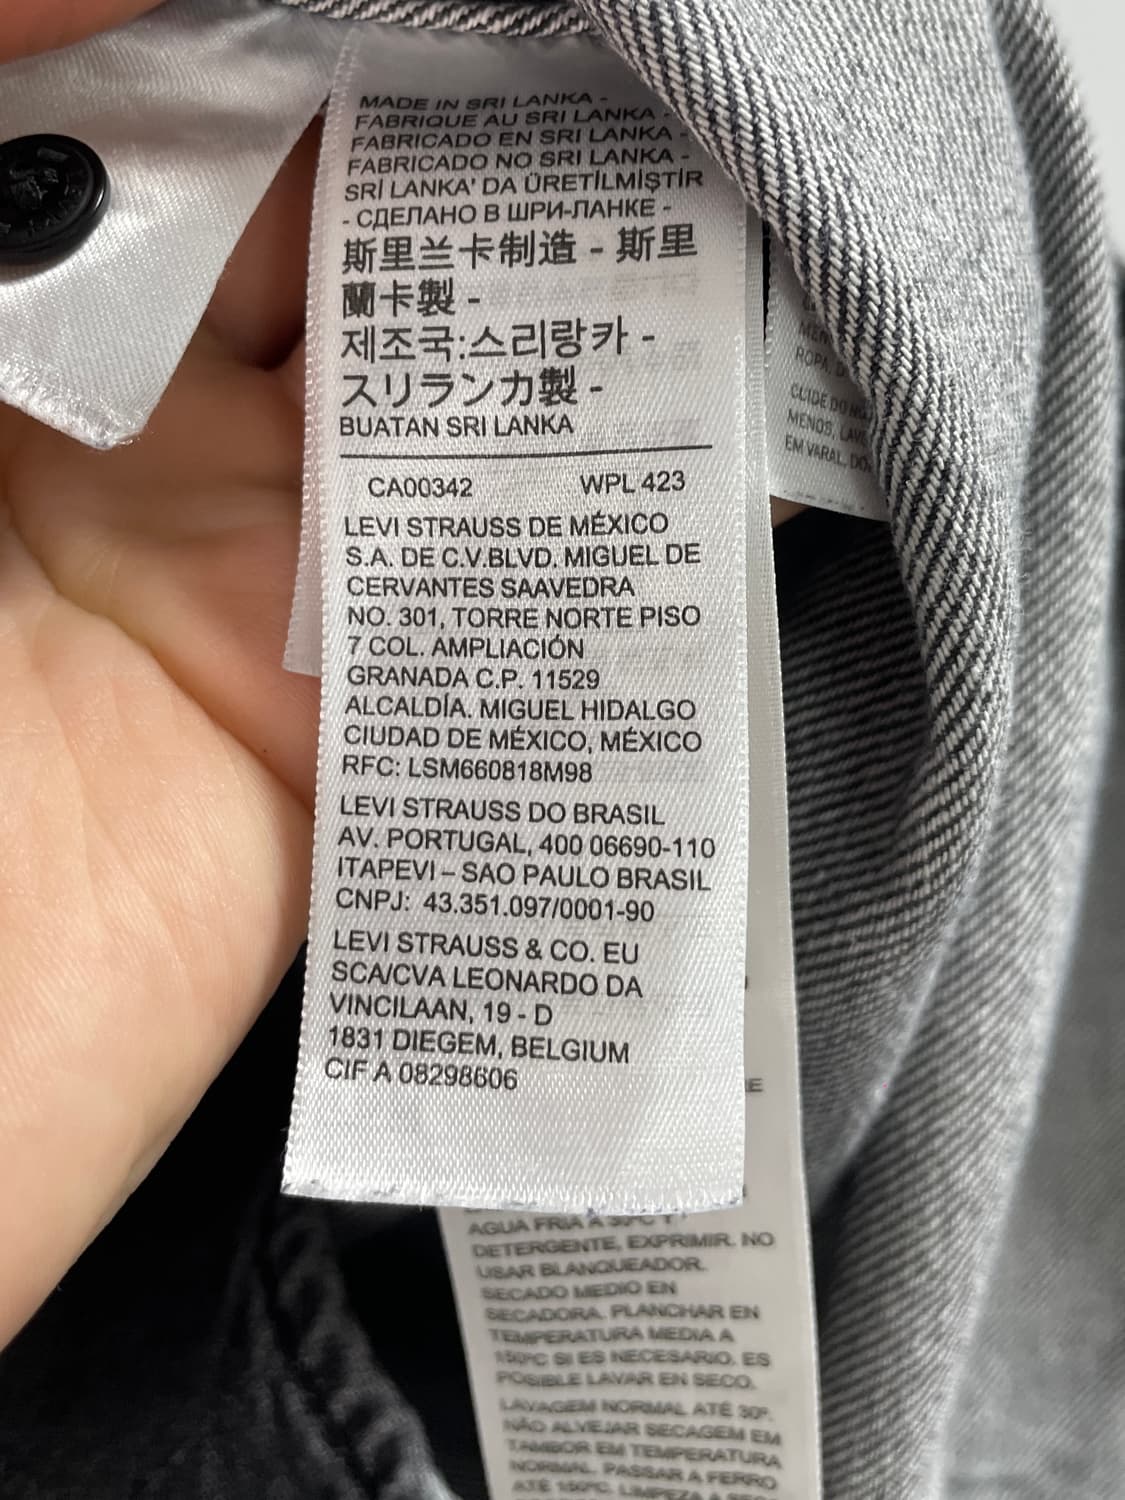 MADE IN SRI LANKA -
FABRIQUE AU SRI LANKA -
FABRICADO EN SRI LANKA -
FABRICADO NO SRI LANKA -
SRİ LANKA' DA ÜRETİLMİŞTİR
- СДЕЛАНО В ШРИ-ЛАНКЕ -
斯里兰卡制造 - 斯里
蘭卡製 -
제조국:스리랑카 -
スリランカ製 -
BUATAN SRI LANKA
CA00342 WPL 423
LEVI STRAUSS DE MÉXICO
S.A. DE C.V.BLVD. MIGUEL DE
CERVANTES SAAVEDRA
NO. 301, TORRE NORTE PISO
7 COL. AMPLIACIÓN
GRANADA C.P. 11529
ALCALDÍA. MIGUEL HIDALGO
CIUDAD DE MÉXICO, MÉXICO
RFC: LSM660818M98
LEVI STRAUSS DO BRASIL
AV. PORTUGAL, 400 06690-110
ITAPEVI – SAO PAULO BRASIL
CNPJ: 43.351.097/0001-90
LEVI STRAUSS & CO. EU
SCA/CVA LEONARDO DA
VINCILAAN, 19 - D
1831 DIEGEM, BELGIUM
CIF A 08298606
ROPA.
CUIDE DO
MENOS, LAV
EM VARAL.
AGUA FRIA A 30ºC Y
DETERGENTE, EXPRIMIR. NO
USAR BLANQUEADOR.
SECADO MEDIO EN
SECADORA. PLANCHAR EN
TEMPERATURA MEDIA A
150ºC SI ES NECESARIO. ES
POSIBLE LAVAR EN SECO.
LAVAGEM NORMAL ATÉ 30º.
NÃO ALVEJAR SECAGEM EM
TAMBOR EM TEMPERATURA
NORMAL. PASSAR A FERRO
ATÉ 150ºC. LIMPEZA A